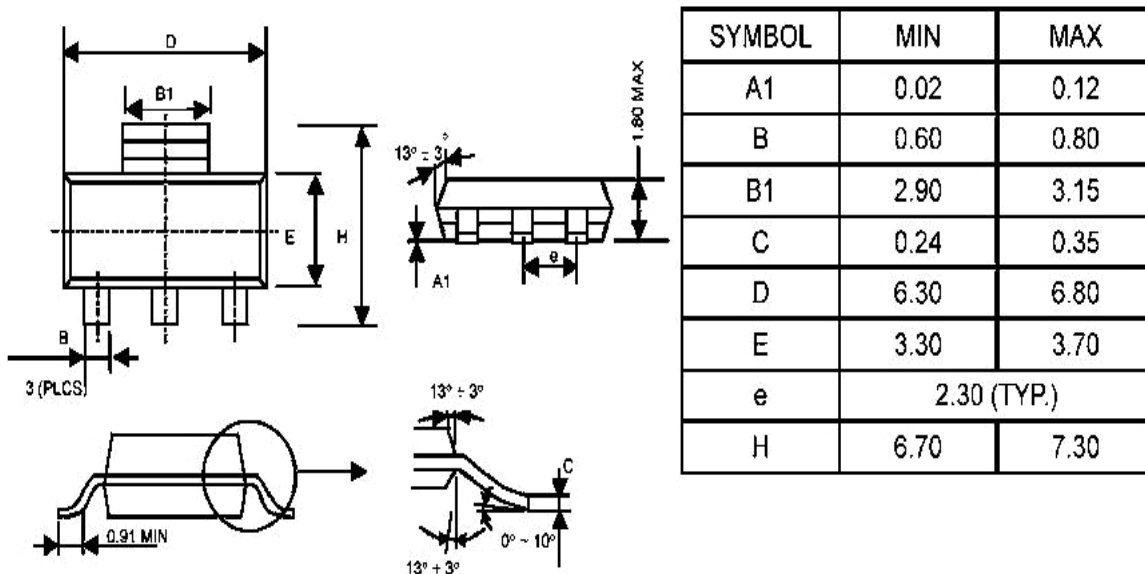 D
B1
E
H
B
3 (PLCS)
13° ± 3°
1.80 MAX
A1
e
0.91 MIN
13° ± 3°
C
0° ~ 10°
13° ± 3°
SYMBOL MIN MAX
A1 0.02 0.12
B 0.60 0.80
B1 2.90 3.15
C 0.24 0.35
D 6.30 6.80
E 3.30 3.70
e 2.30 (TYP.)
H 6.70 7.30